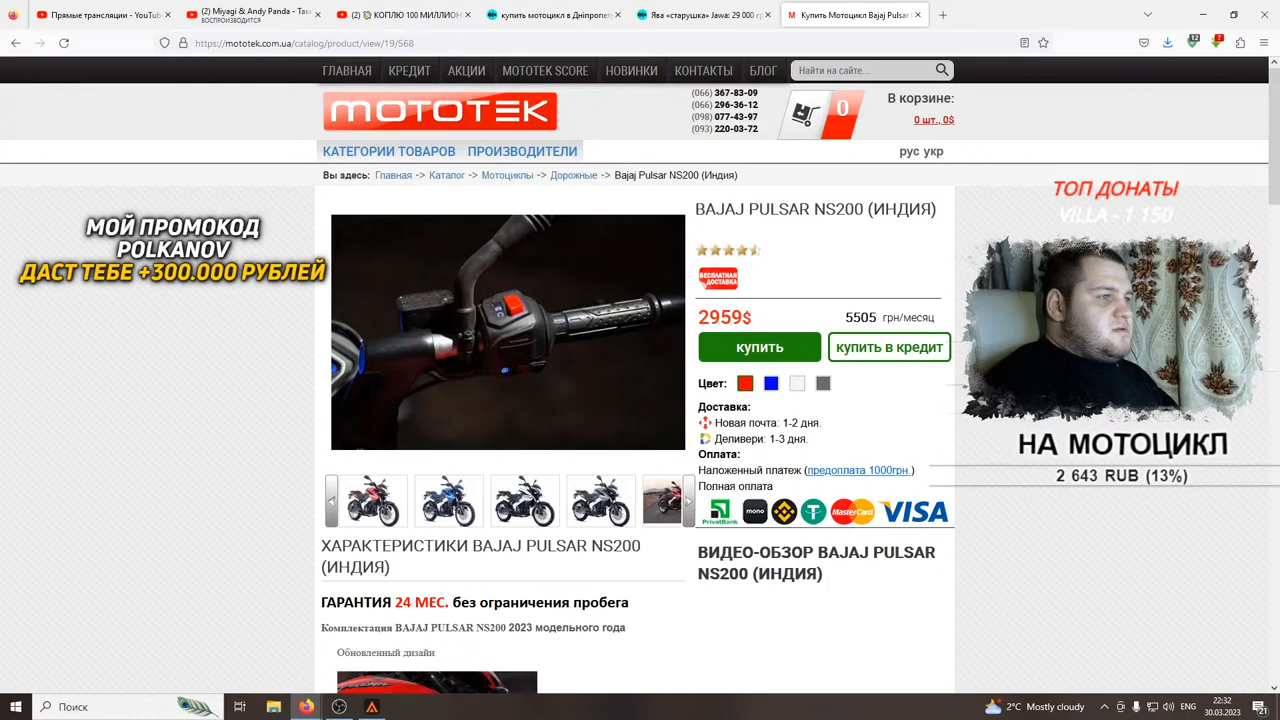 Прямые трансляции - YouTube
(2) Miyagi & Andy Panda - Там
ВОСПРОИЗВОДИТСЯ
(2) КОПЛЮ 100 МИЛЛИОН
купить мотоцикл в Дніпропет
Ява «старушка» Jawa: 29 000 гр
Купить Мотоцикл Bajaj Pulsar
https://mototek.com.ua/catalog/product/view/19/568
12
?
ГЛАВНАЯ КРЕДИТ АКЦИИ MOTOTEK SCORE НОВИНКИ КОНТАКТЫ БЛОГ
Найти на сайте...
MOTOTEK
(066) 367-83-09
(066) 296-36-12
(098) 077-43-97
(093) 220-03-72
0
В корзине:
0 шт., 0$
КАТЕГОРИИ ТОВАРОВ ПРОИЗВОДИТЕЛИ
рус укр
Вы здесь: Главная -> Каталог -> Мотоциклы -> Дорожные -> Bajaj Pulsar NS200 (Индия)
МОЙ ПРОМОКОД
POLKANOV
ДАСТ ТЕБЕ +300.000 РУБЛЕЙ
BAJAJ PULSAR NS200 (ИНДИЯ)
БЕСПЛАТНАЯ
ДОСТАВКА
2959$ 5505 грн/месяц
купить купить в кредит
Цвет:
Доставка:
Новая почта: 1-2 дня.
Деливери: 1-3 дня.
Оплата:
Наложенный платеж (предоплата 1000грн.)
Полная оплата
PrivatBank mono MasterCard VISA
ТОП ДОНАТЫ
VILLA - 1 150
НА МОТОЦИКЛ
2 643 RUB (13%)
ХАРАКТЕРИСТИКИ BAJAJ PULSAR NS200
(ИНДИЯ)
ВИДЕО-ОБЗОР BAJAJ PULSAR
NS200 (ИНДИЯ)
ГАРАНТИЯ 24 МЕС. без ограничения пробега
Комплектация BAJAJ PULSAR NS200 2023 модельного года
Обновленный дизайн
Поиск
2°C Mostly cloudy
ENG
22:32
30.03.2023